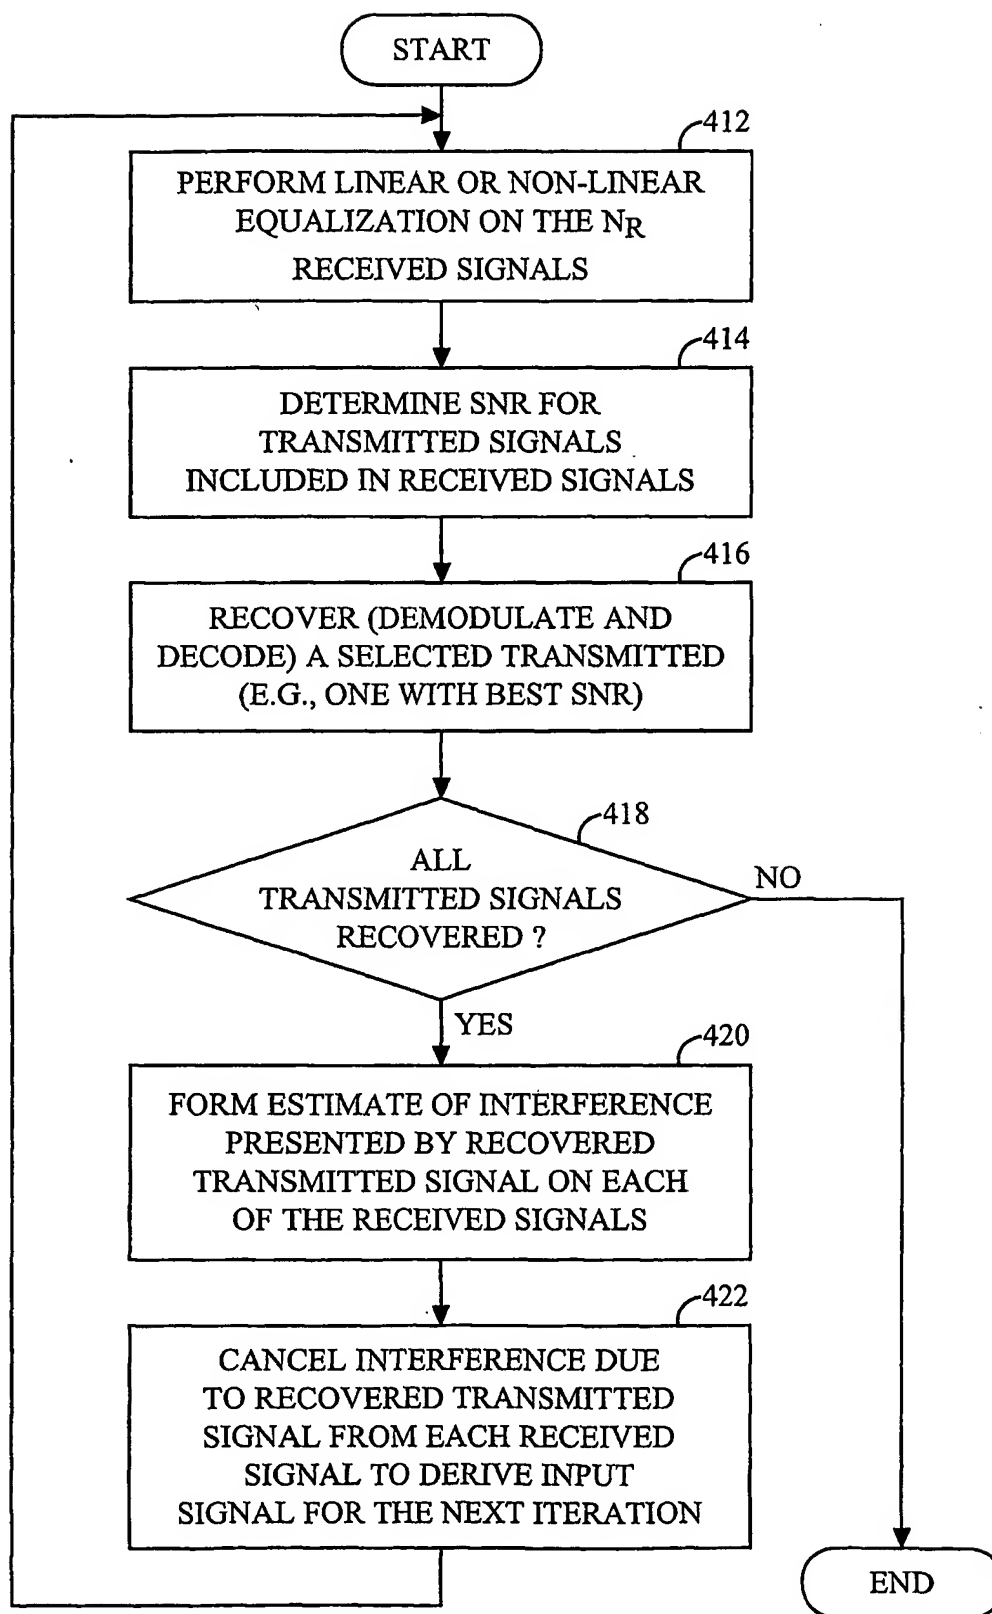 START
412
PERFORM LINEAR OR NON-LINEAR
EQUALIZATION ON THE NR
RECEIVED SIGNALS
414
DETERMINE SNR FOR
TRANSMITTED SIGNALS
INCLUDED IN RECEIVED SIGNALS
416
RECOVER (DEMODULATE AND
DECODE) A SELECTED TRANSMITTED
(E.G., ONE WITH BEST SNR)
418
ALL
TRANSMITTED SIGNALS
RECOVERED ?
NO
YES
420
FORM ESTIMATE OF INTERFERENCE
PRESENTED BY RECOVERED
TRANSMITTED SIGNAL ON EACH
OF THE RECEIVED SIGNALS
422
CANCEL INTERFERENCE DUE
TO RECOVERED TRANSMITTED
SIGNAL FROM EACH RECEIVED
SIGNAL TO DERIVE INPUT
SIGNAL FOR THE NEXT ITERATION
END